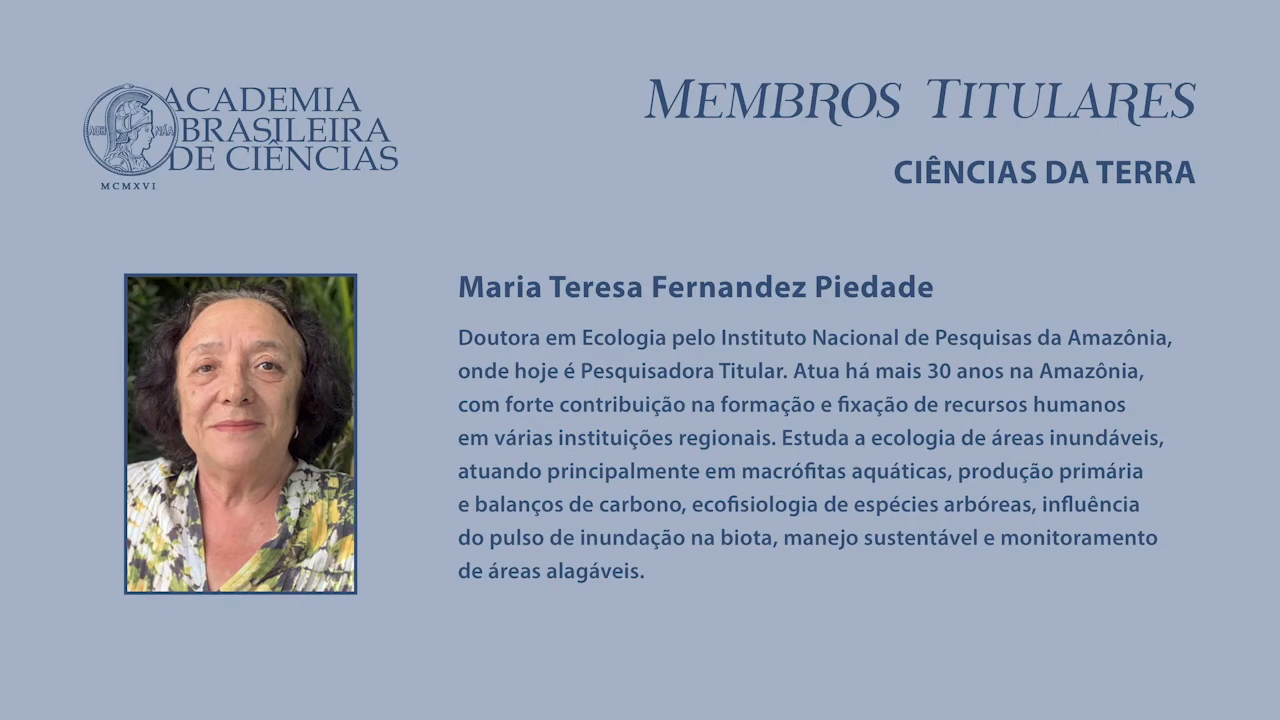 ACADEMIA
BRASILEIRA
DE CIÊNCIAS
MCMXVI
MEMBROS TITULARES
CIÊNCIAS DA TERRA
Maria Teresa Fernandez Piedade
Doutora em Ecologia pelo Instituto Nacional de Pesquisas da Amazônia,
onde hoje é Pesquisadora Titular. Atua há mais 30 anos na Amazônia,
com forte contribuição na formação e fixação de recursos humanos
em várias instituições regionais. Estuda a ecologia de áreas inundáveis,
atuando principalmente em macrófitas aquáticas, produção primária
e balanços de carbono, ecofisiologia de espécies arbóreas, influência
do pulso de inundação na biota, manejo sustentável e monitoramento
de áreas alagáveis.